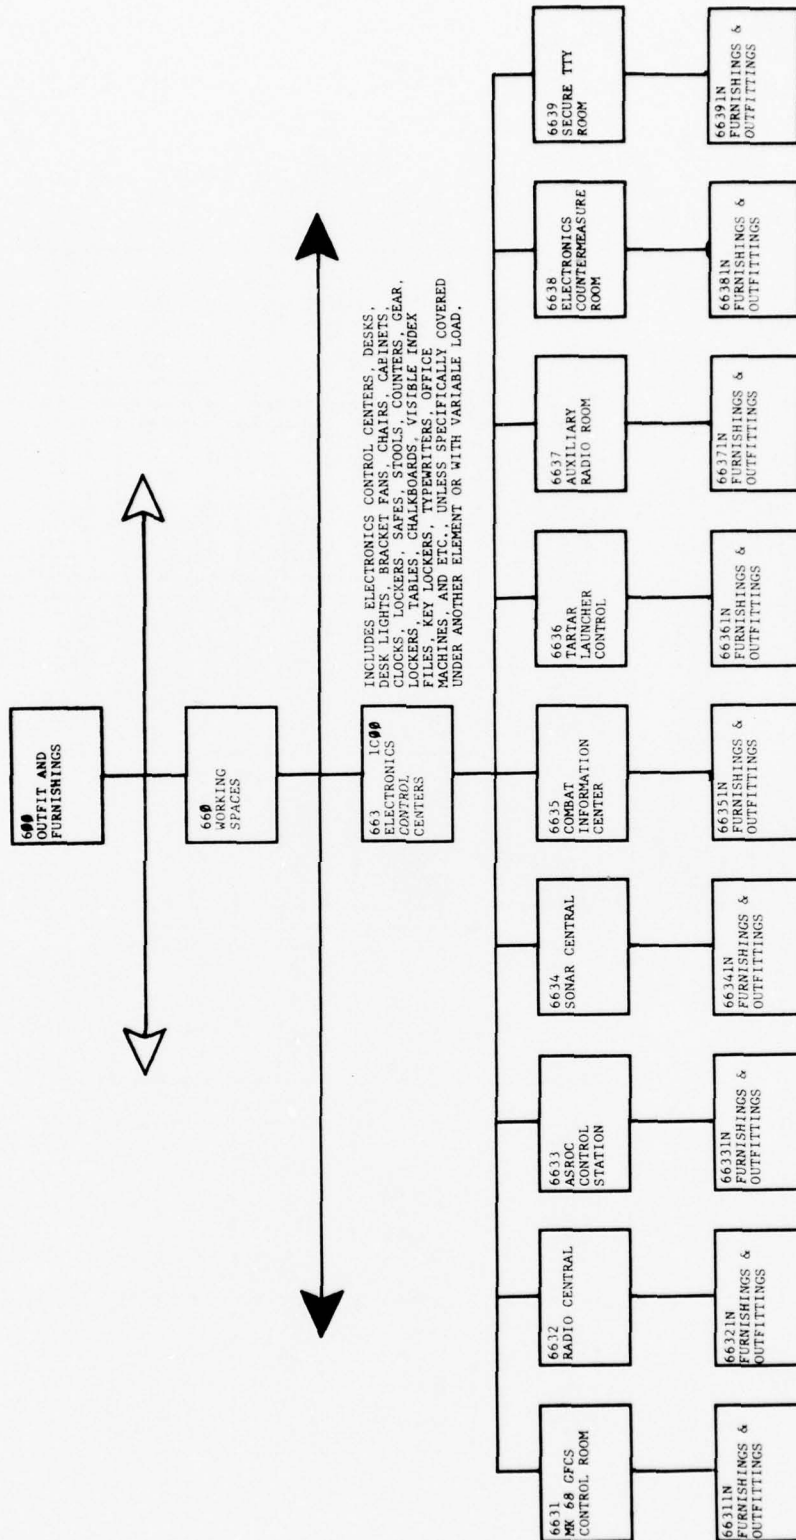 600
OUTFIT AND
FURNISHINGS
660
WORKING
SPACES
663 1C00
ELECTRONICS
CONTROL
CENTERS
INCLUDES ELECTRONICS CONTROL CENTERS, DESKS,
DESK LIGHTS, BRACKET FANS, CHAIRS, CABINETS,
CLOCKS, LOCKERS, SAFES, STOOLS, COUNTERS, GEAR,
LOCKERS, TABLES, CHALKBOARDS, VISIBLE INDEX
FILES, KEY LOCKERS, TYPEWRITERS, OFFICE
MACHINES, AND ETC., UNLESS SPECIFICALLY COVERED
UNDER ANOTHER ELEMENT OR WITH VARIABLE LOAD.
6631
MK 68 GFCS
CONTROL ROOM
6632
RADIO CENTRAL
6633
ASROC
CONTROL
STATION
6634
SONAR CENTRAL
6635
COMBAT
INFORMATION
CENTER
6636
TARTAR
LAUNCHER
CONTROL
6637
AUXILIARY
RADIO ROOM
6638
ELECTRONICS
COUNTERMEASURE
ROOM
6639
SECURE TTY
ROOM
66311N
FURNISHINGS &
OUTFITTINGS
66321N
FURNISHINGS &
OUTFITTINGS
66331N
FURNISHINGS &
OUTFITTINGS
66341N
FURNISHINGS &
OUTFITTINGS
66351N
FURNISHINGS &
OUTFITTINGS
66361N
FURNISHINGS &
OUTFITTINGS
66371N
FURNISHINGS &
OUTFITTINGS
66381N
FURNISHINGS &
OUTFITTINGS
66391N
FURNISHINGS &
OUTFITTINGS